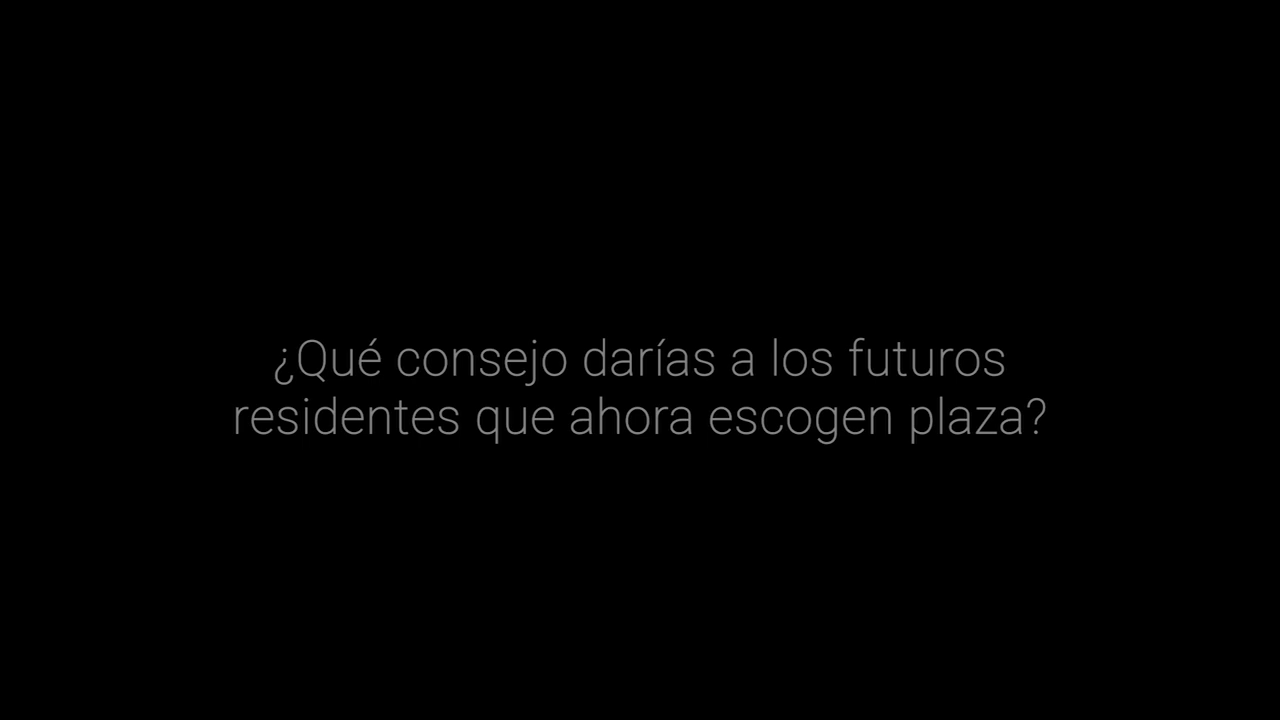 ¿Qué consejo darías a los futuros
residentes que ahora escogen plaza?